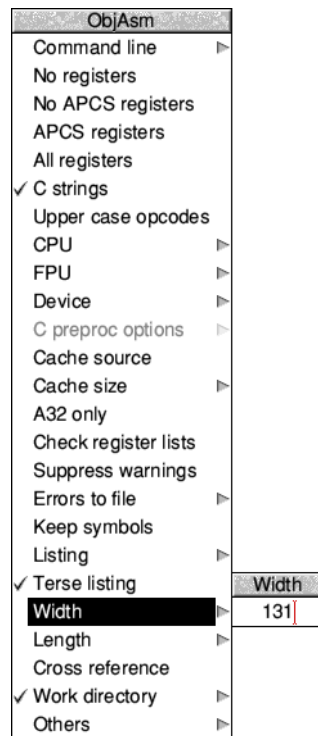 ObjAsm
Command line
No registers
No APCS registers
APCS registers
All registers
✓ C strings
Upper case opcodes
CPU
FPU
Device
C preproc options
Cache source
Cache size
A32 only
Check register lists
Suppress warnings
Errors to file
Keep symbols
Listing
✓ Terse listing
Width
Width
131
Length
Cross reference
✓ Work directory
Others